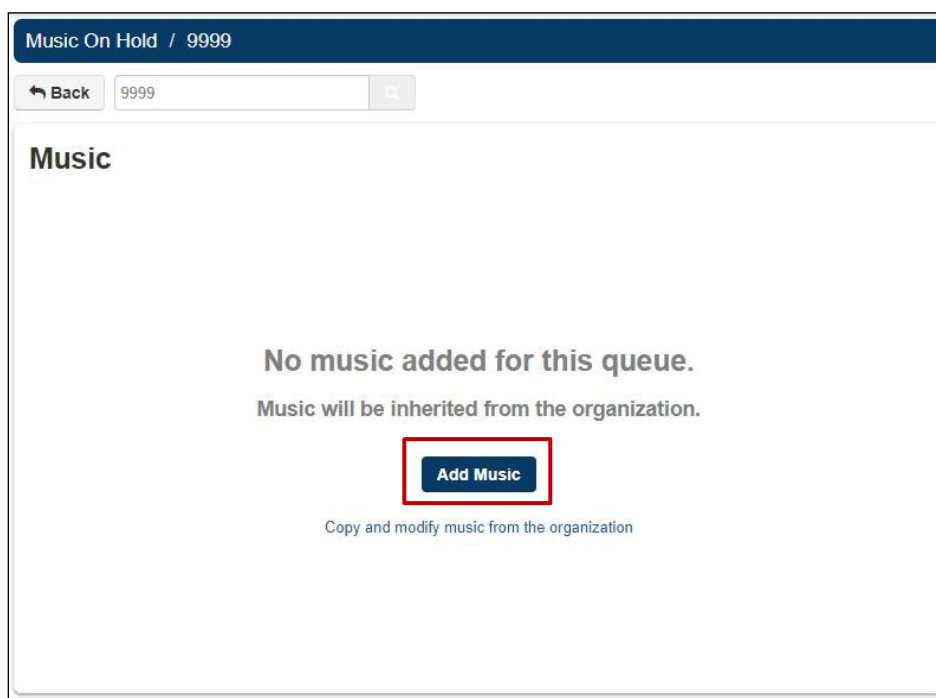 Music On Hold / 9999
Back 9999
Music
No music added for this queue.
Music will be inherited from the organization.
Add Music
Copy and modify music from the organization